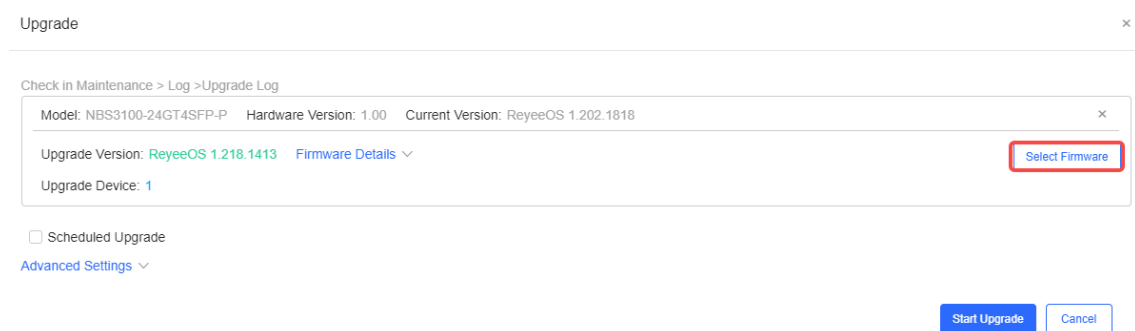 Upgrade
×
Check in Maintenance > Log >Upgrade Log
Model: NBS3100-24GT4SFP-P Hardware Version: 1.00 Current Version: ReyeeOS 1.202.1818 ×
Upgrade Version: ReyeeOS 1.218.1413 Firmware Details Select Firmware
Upgrade Device: 1
Scheduled Upgrade
Advanced Settings
Start Upgrade Cancel